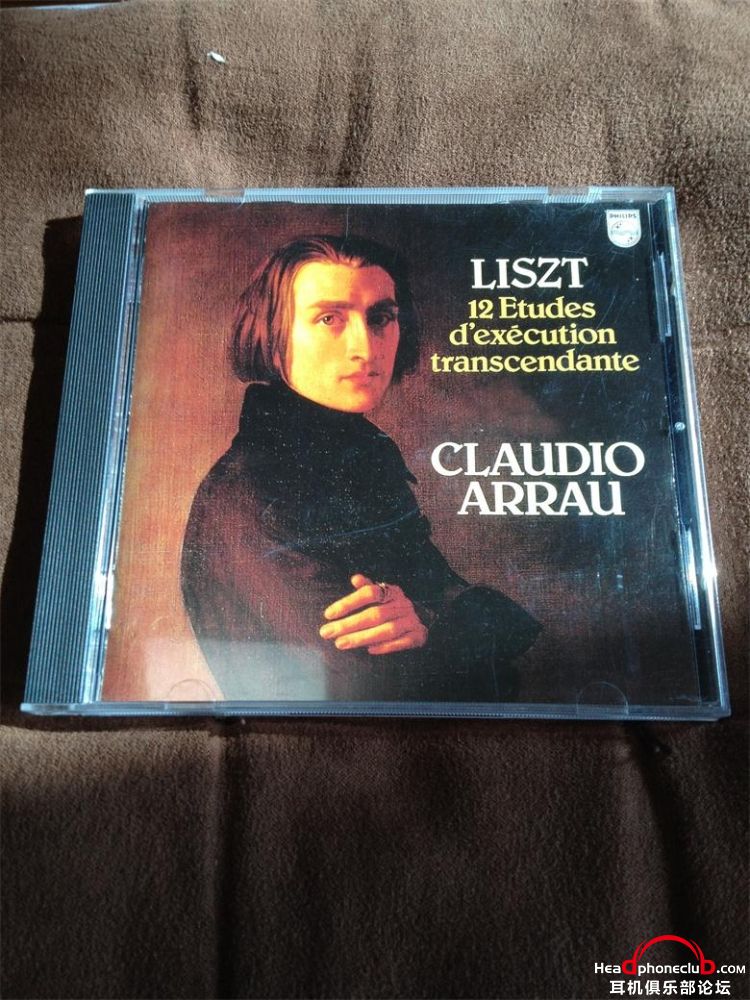 PHILIPS
LISZT
12 Etudes
d'exécution
transcendante
CLAUDIO
ARRAU
Headphoneclub.com
耳机俱乐部论坛